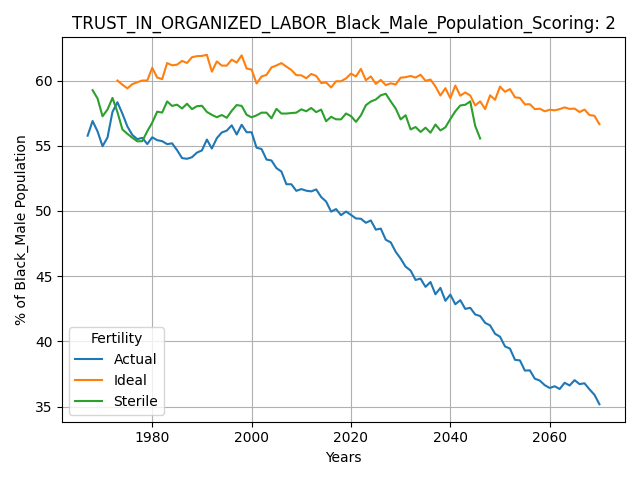 TRUST_IN_ORGANIZED_LABOR_Black_Male_Population_Scoring: 2
% of Black_Male Population
60
55
50
45
40
35
Fertility
Actual
Ideal
Sterile
1980
2000
2020
2040
2060
Years